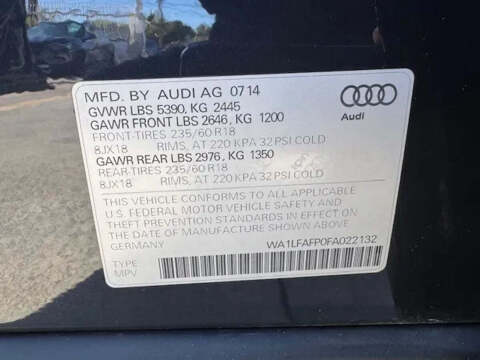 MFD. BY AUDI AG 0714
GVWR LBS 5390, KG 2445
GAWR FRONT LBS 2646, KG 1200
FRONT-TIRES 235/60 R18
8JX18 RIMS, AT 220 KPA 32 PSI COLD
GAWR REAR LBS 2976, KG 1350
REAR-TIRES 235/60 R18
8JX18 RIMS, AT 220 KPA 32 PSI COLD
THIS VEHICLE CONFORMS TO ALL APPLICABLE
U.S. FEDERAL MOTOR VEHICLE SAFETY AND
THEFT PREVENTION STANDARDS IN EFFECT ON
THE DATE OF MANUFACTURE SHOWN ABOVE.
GERMANY WA1LFAFP0FA022132
TYPE
MPV
Audi